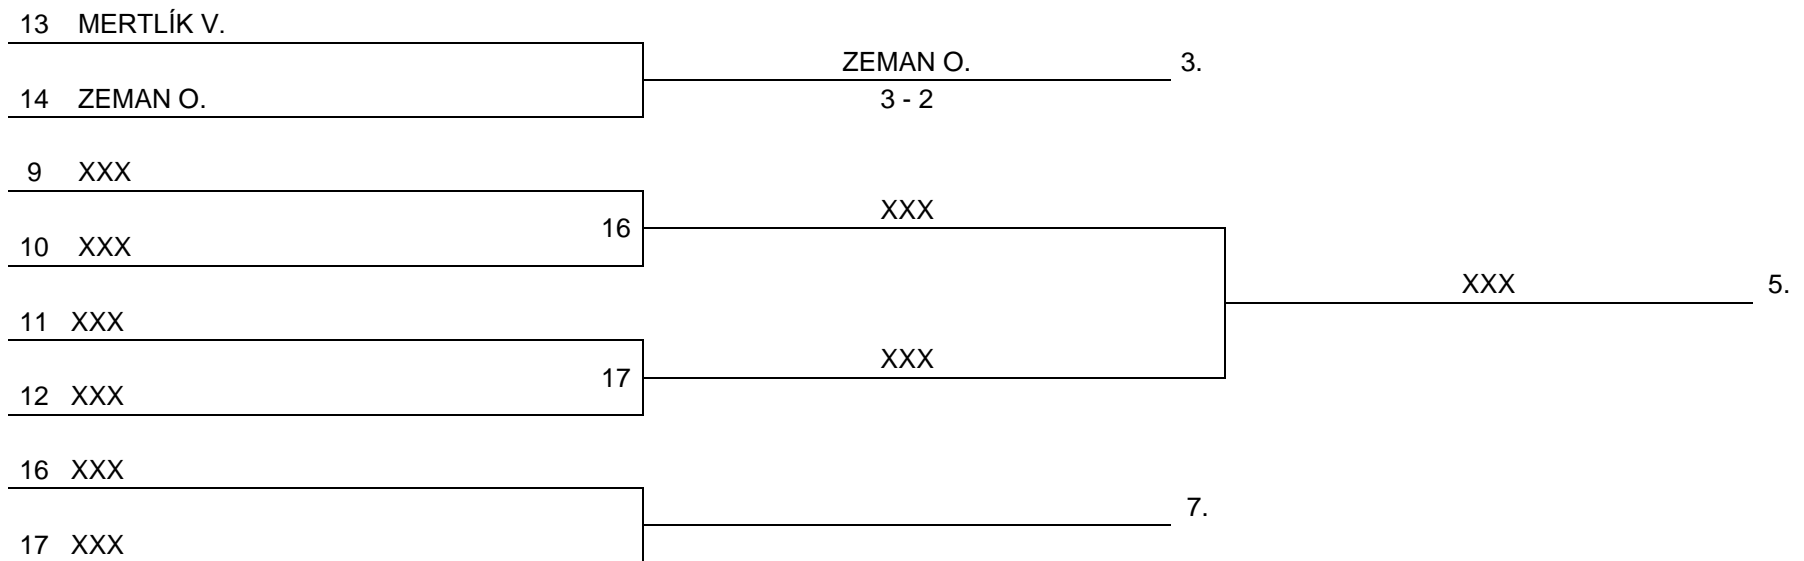 13 MERTLÍK V.
ZEMAN O. 3.
14 ZEMAN O. 3 - 2
9 XXX
XXX
16
10 XXX
XXX 5.
11 XXX
XXX
17
12 XXX
16 XXX
7.
17 XXX